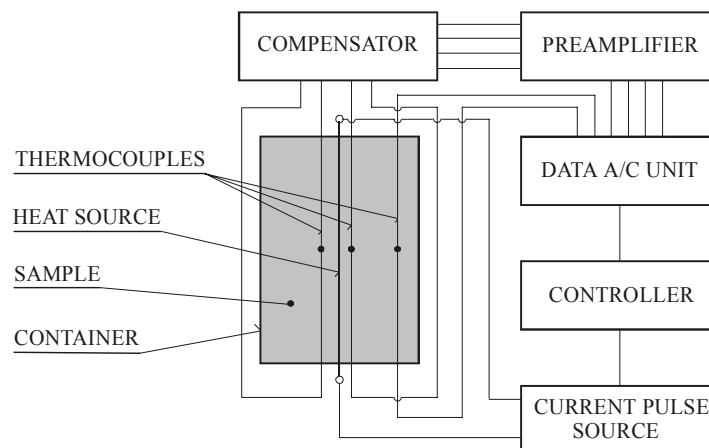 COMPENSATOR
PREAMPLIFIER
THERMOCOUPLES
DATA A/C UNIT
HEAT SOURCE
SAMPLE
CONTROLLER
CONTAINER
CURRENT PULSE
SOURCE